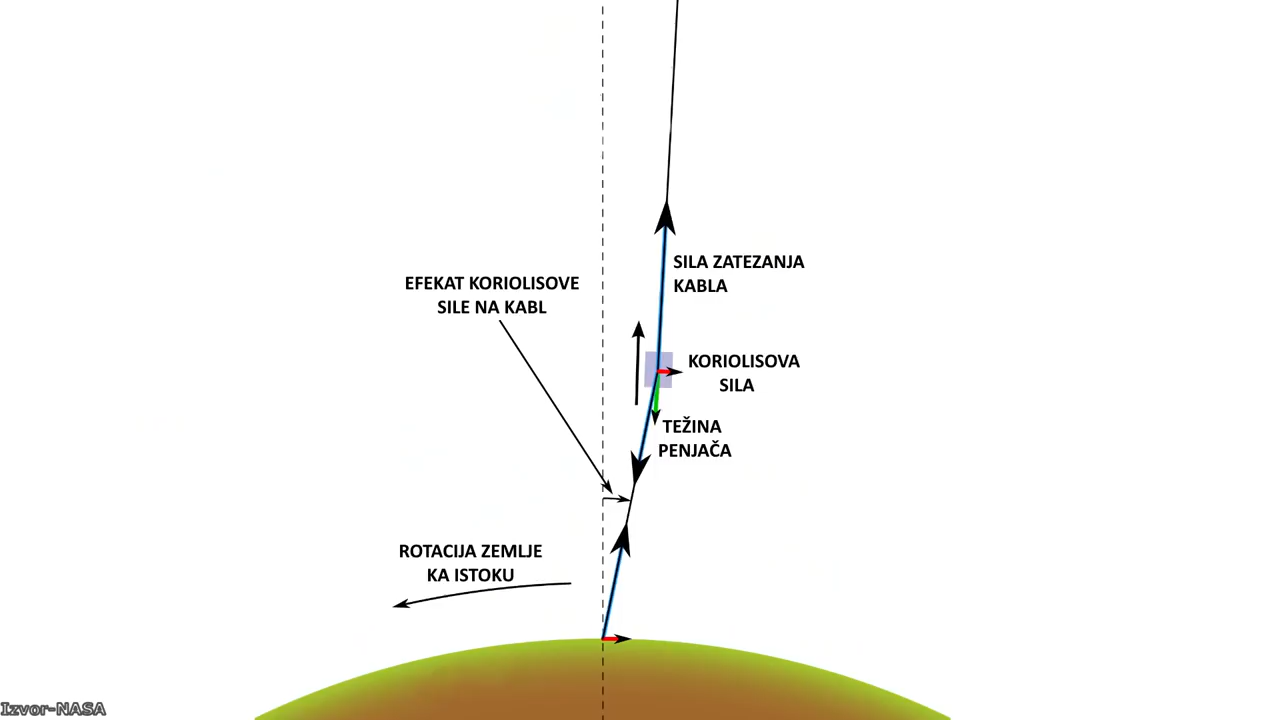 SILA ZATEZANJA
KABLA
EFEKAT KORIOLISOVE
SILE NA KABL
KORIOLISOVA
SILA
TEŽINA
PENJAČA
ROTACIJA ZEMLJE
KA ISTOKU
Izvor-NASA